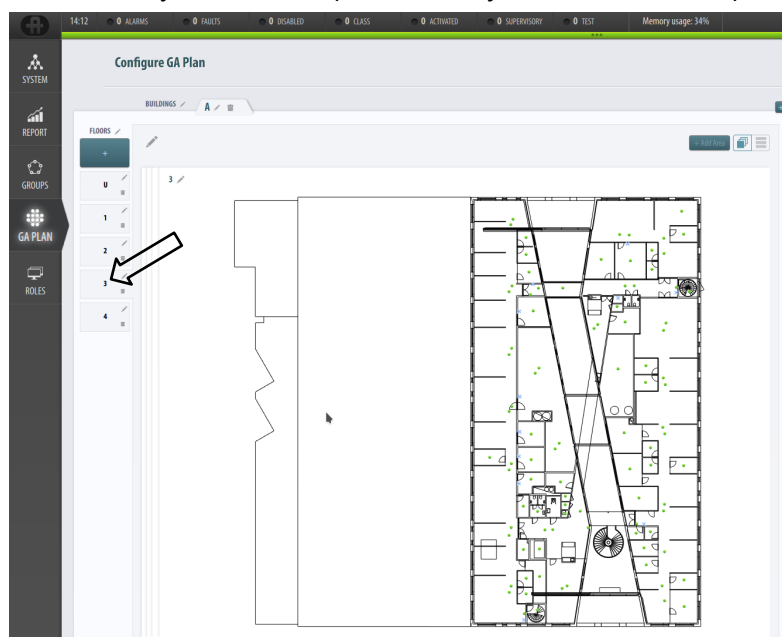 14:12 0 ALARMS 0 FAULTS 0 DISABLED 0 CLASS 0 ACTIVATED 0 SUPERVISORY 0 TEST Memory usage: 34%
SYSTEM
Configure GA Plan
BUILDINGS A
REPORT
FLOORS
+
+ Add Area
GROUPS
U
3
1
GA PLAN
2
ROLES
3
4